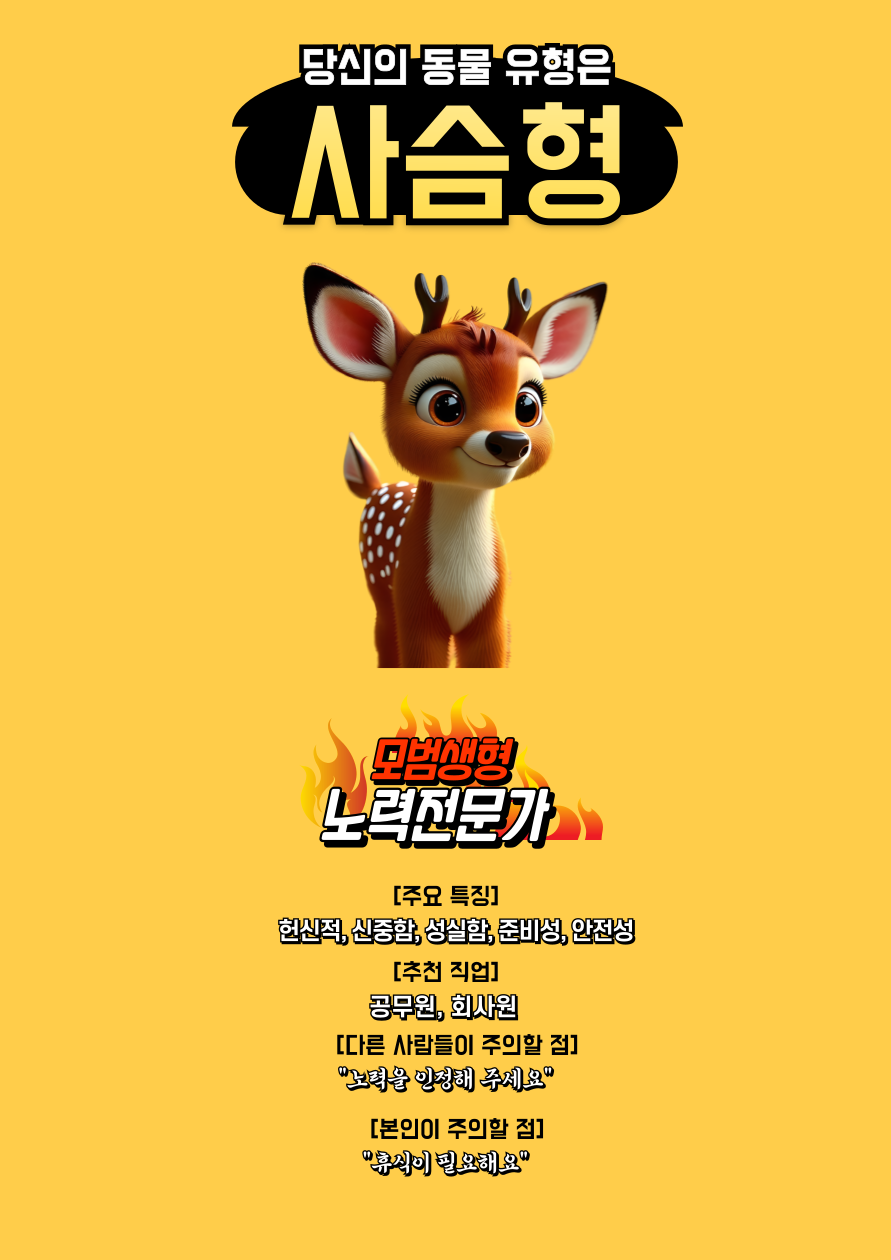 당신의 동물 유형은
사슴형
모범생형
노력전문가
[주요 특징]
헌신적, 신중함, 성실함, 준비성, 안전성
[추천 직업]
공무원, 회사원
[다른 사람들이 주의할 점]
"노력을 인정해 주세요"
[본인이 주의할 점]
"휴식이 필요해요"